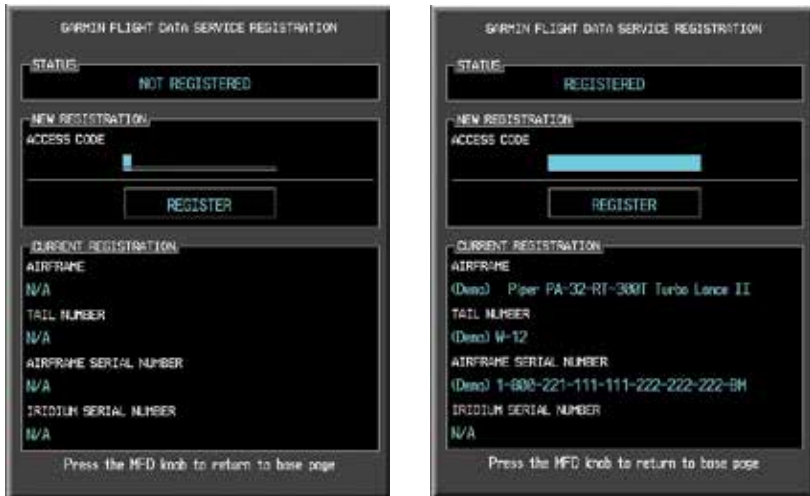 GARMIN FLIGHT DATA SERVICE REGISTRATION
STATUS
NOT REGISTERED
NEW REGISTRATION
ACCESS CODE
REGISTER
CURRENT REGISTRATION
AIRFRAME
N/A
TAIL NUMBER
N/A
AIRFRAME SERIAL NUMBER
N/A
IRIDIUM SERIAL NUMBER
N/A
Press the MFD knob to return to base page
GARMIN FLIGHT DATA SERVICE REGISTRATION
STATUS
REGISTERED
NEW REGISTRATION
ACCESS CODE
REGISTER
CURRENT REGISTRATION
AIRFRAME
(Demo) Piper PA-32-RT-300T Turbo Lance II
TAIL NUMBER
(Demo) W-12
AIRFRAME SERIAL NUMBER
(Demo) 1-800-221-111-111-222-222-222-BM
IRIDIUM SERIAL NUMBER
N/A
Press the MFD knob to return to base page